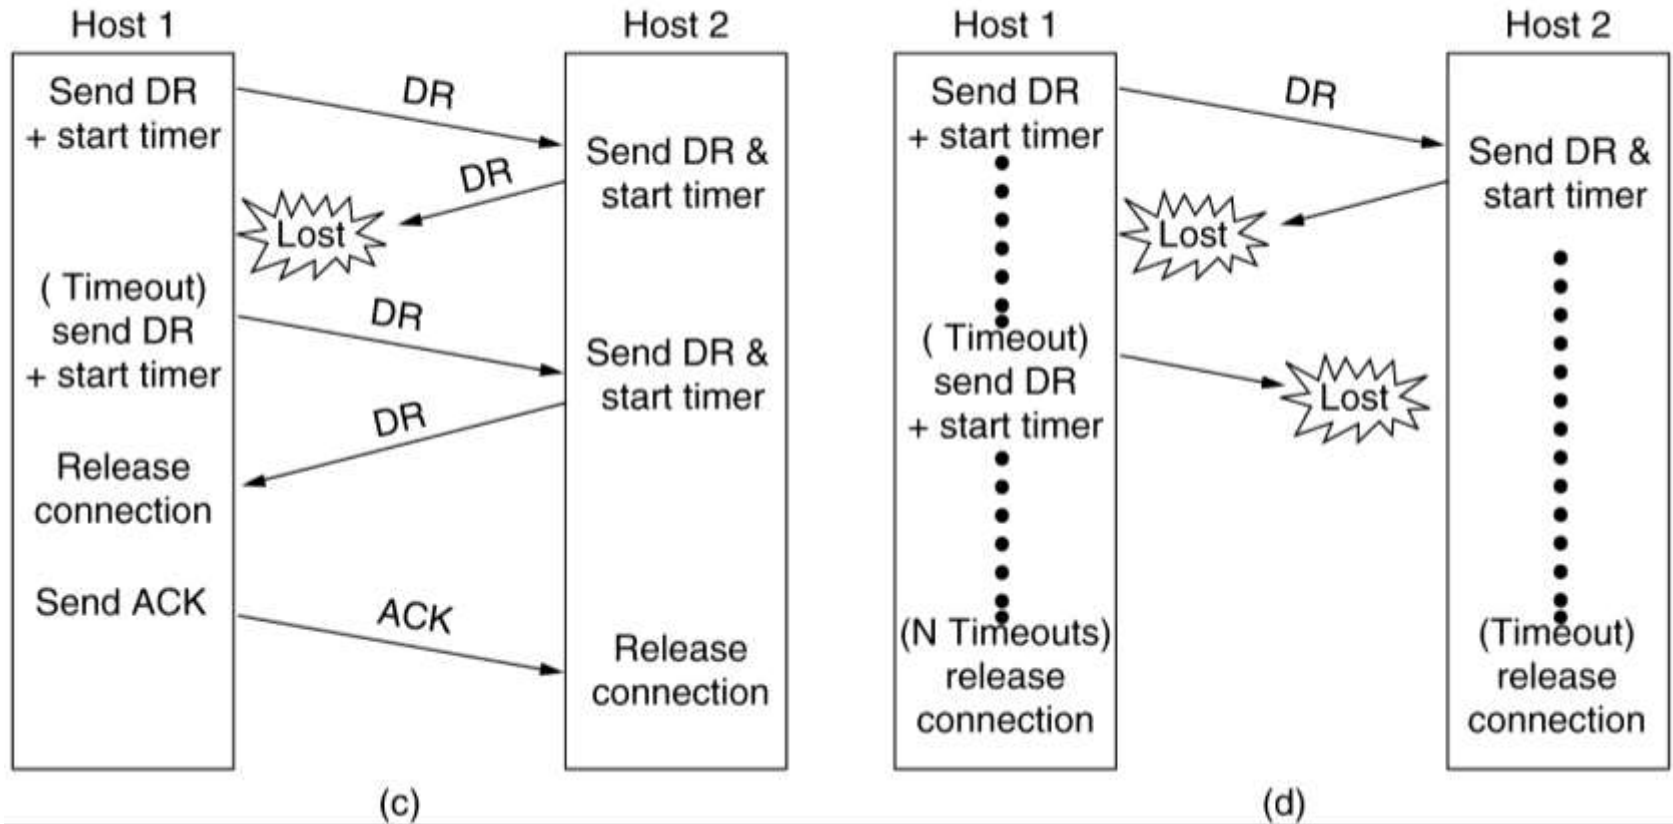 Host 1
Host 2
Send DR
+ start timer
DR
Send DR &
start timer
DR
Lost
( Timeout)
send DR
+ start timer
DR
Send DR &
start timer
DR
Release
connection
Send ACK
ACK
Release
connection
(c)
Host 1
Host 2
Send DR
+ start timer
DR
Send DR &
start timer
Lost
( Timeout)
send DR
+ start timer
Lost
(N Timeouts)
release
connection
(Timeout)
release
connection
(d)